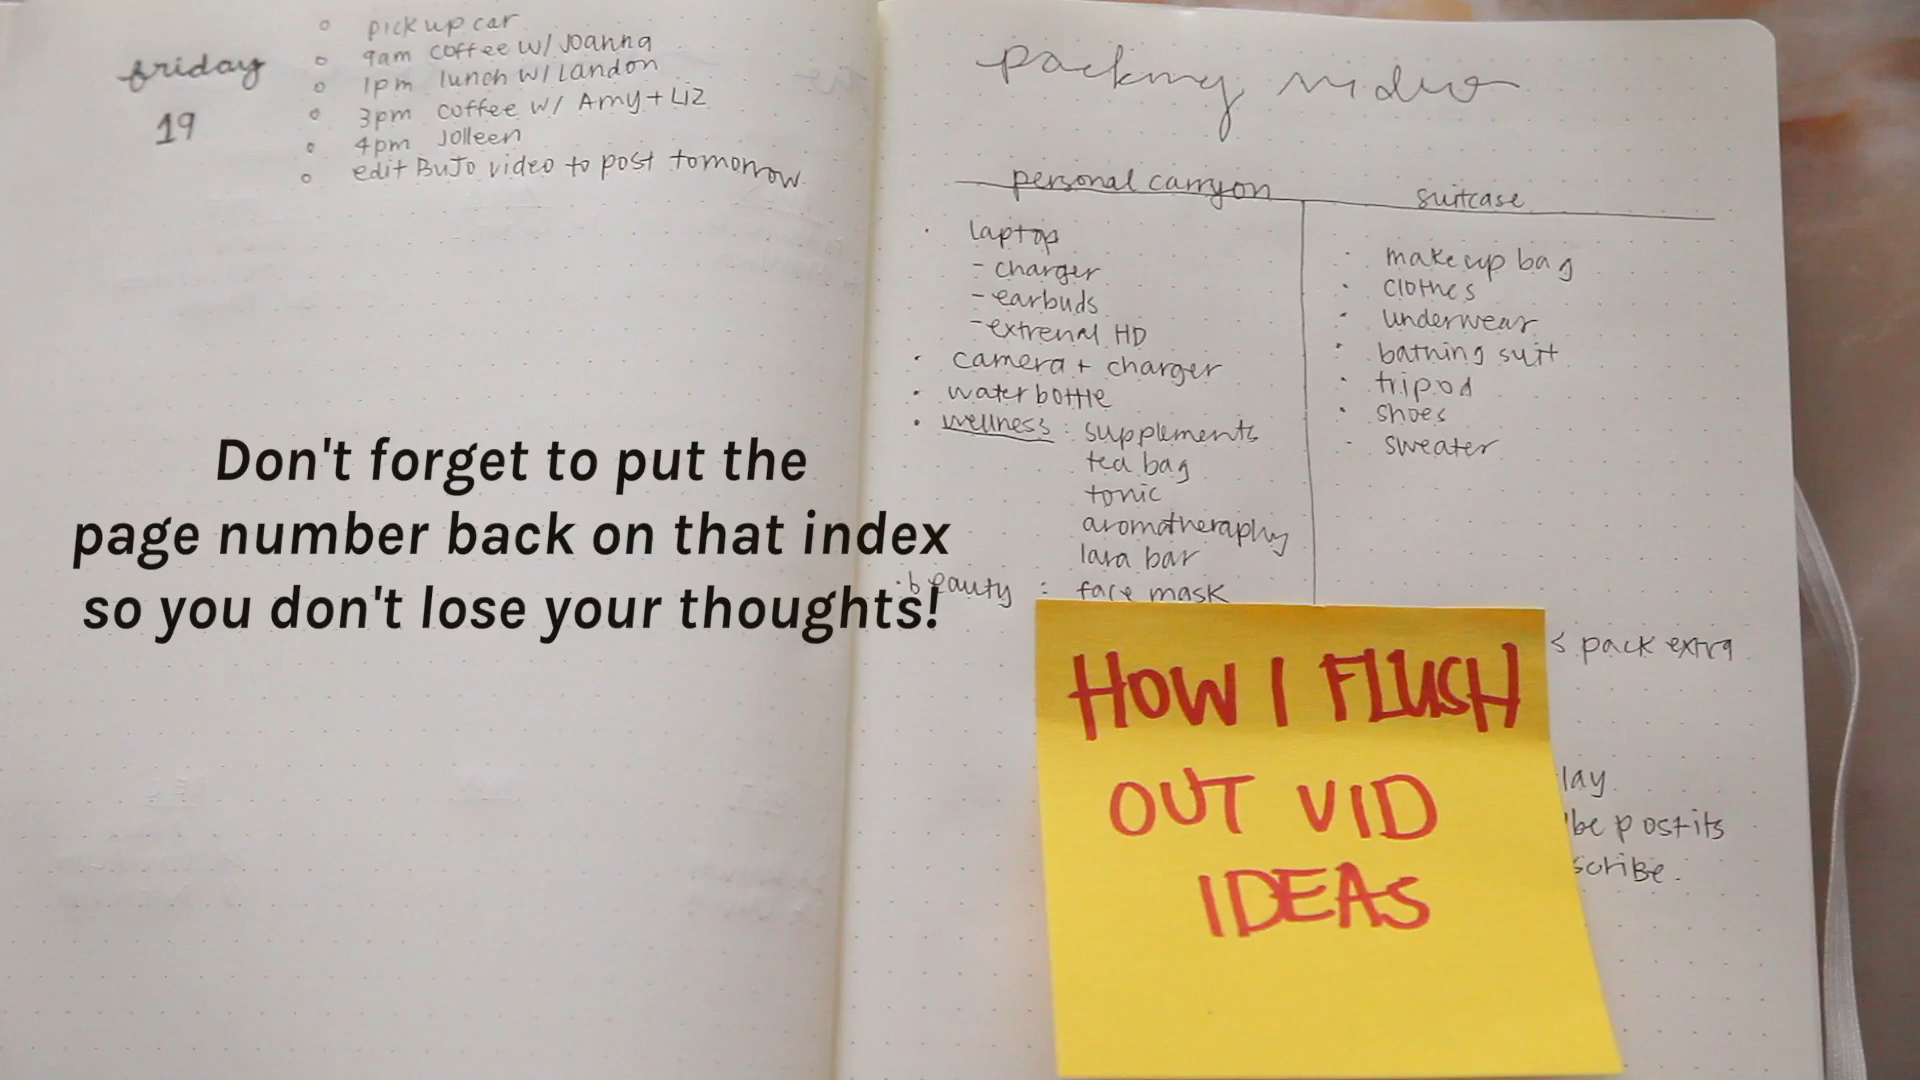 friday
19
pick up car
9am coffee w/ Joanna
1pm lunch w/ Landon
3pm coffee w/ Amy + Liz
4pm Jolleen
edit BuJo video to post tomorrow
Don't forget to put the
page number back on that index
so you don't lose your thoughts!
packing video
personal carryon
laptop
- charger
- earbuds
- extrenal HD
camera + charger
water bottle
wellness : supplements
tea bag
tonic
aromatheraphy
lara bar
beauty : face mask
suitcase
makeup bag
clothes
underwear
bathing suit
tripod
shoes
sweater
pack extra
lay
be postits
scribe.
HOW I FLUSH
OUT VID
IDEAS